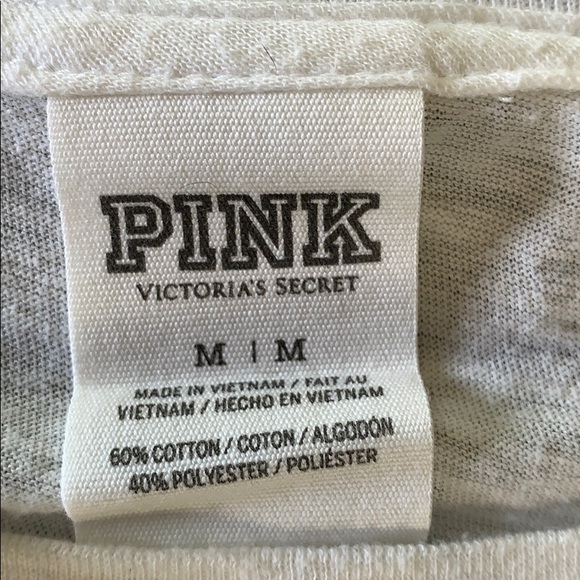 PINK
VICTORIA'S SECRET
M | M
MADE IN VIETNAM / FAIT AU
VIETNAM / HECHO EN VIETNAM
60% COTTON / COTON / ALGODÓN
40% POLYESTER / POLIÉSTER